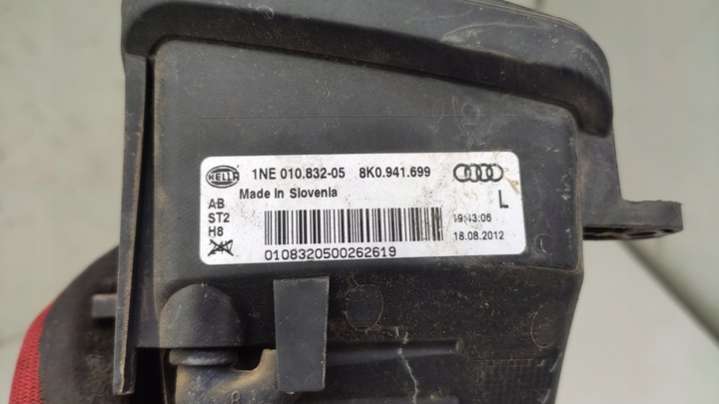 HELLA 1NE 010.832-05 8K0.941.699
Made in Slovenia
AB L
ST2 19:43:06
H8 18.08.2012
0108320500262619